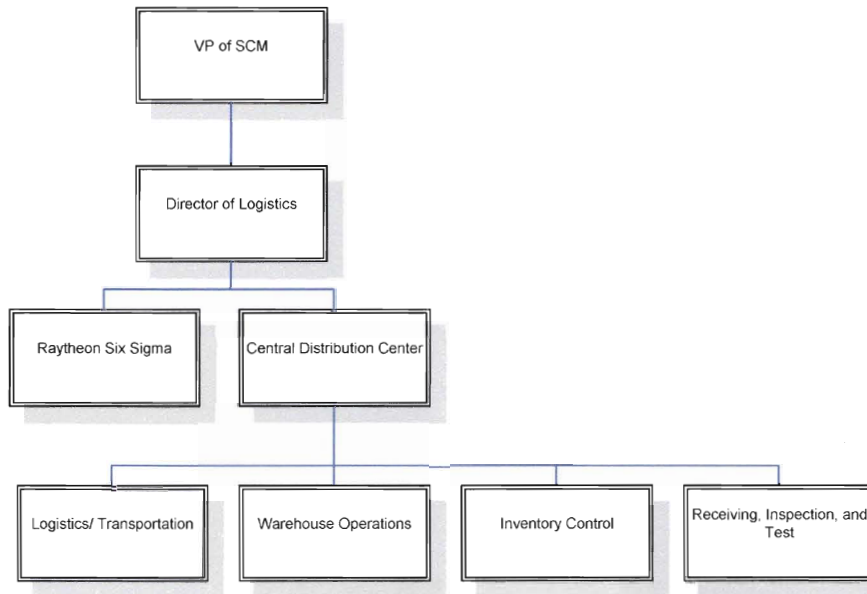 VP of SCM
Director of Logistics
Raytheon Six Sigma
Central Distribution Center
Logistics/ Transportation
Warehouse Operations
Inventory Control
Receiving, Inspection, and
Test